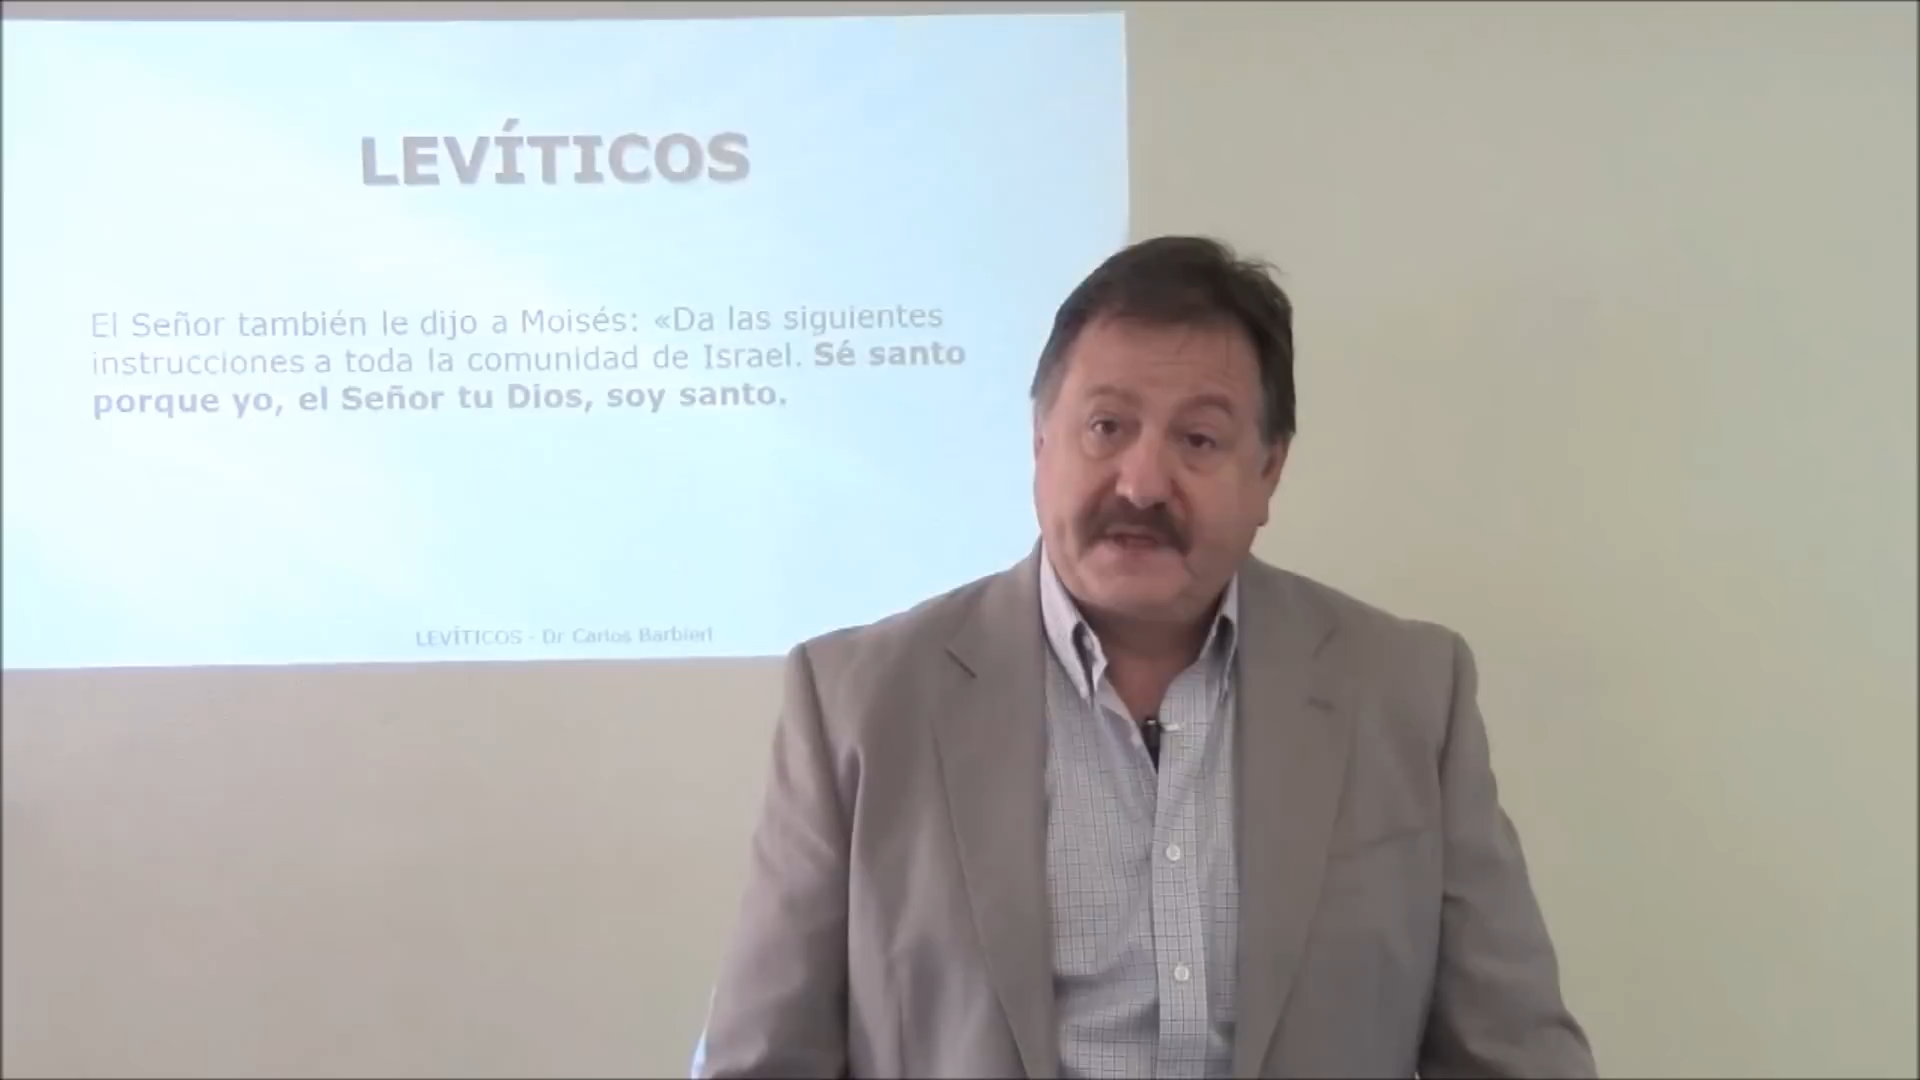 LEVÍTICOS
El Señor también le dijo a Moisés: «Da las siguientes
instrucciones a toda la comunidad de Israel. Sé santo
porque yo, el Señor tu Dios, soy santo.
LEVÍTICOS - Dr Carlos Barbieri